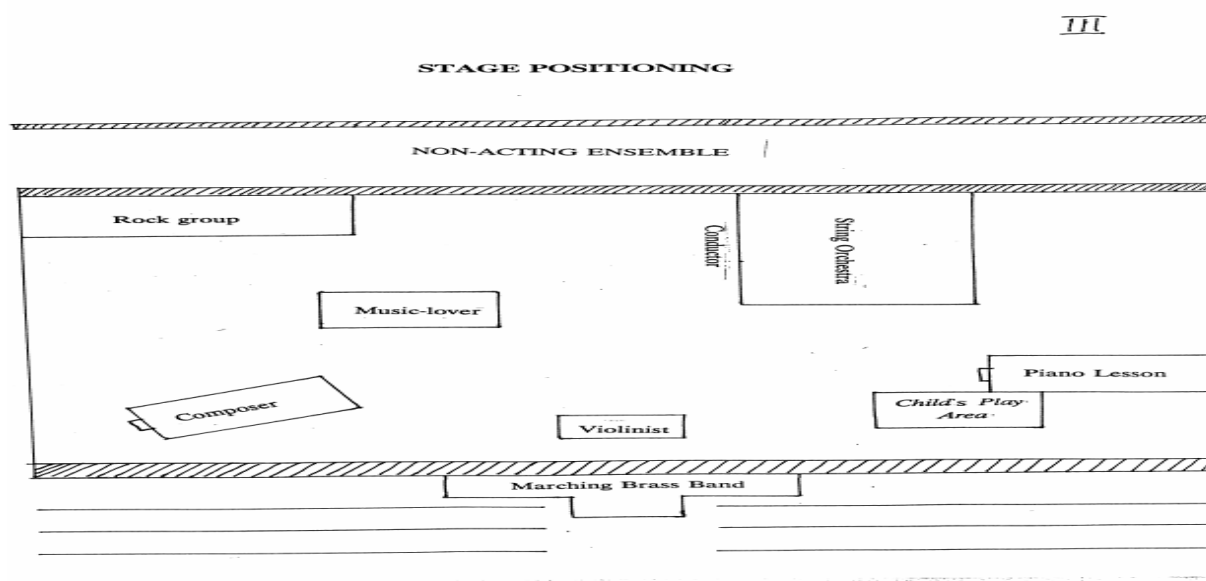 III
STAGE POSITIONING
NON-ACTING ENSEMBLE
Rock group
Conductor
String Orchestra
Music-lover
Piano Lesson
Composer
Child's Play
Area
Violinist
Marching Brass Band